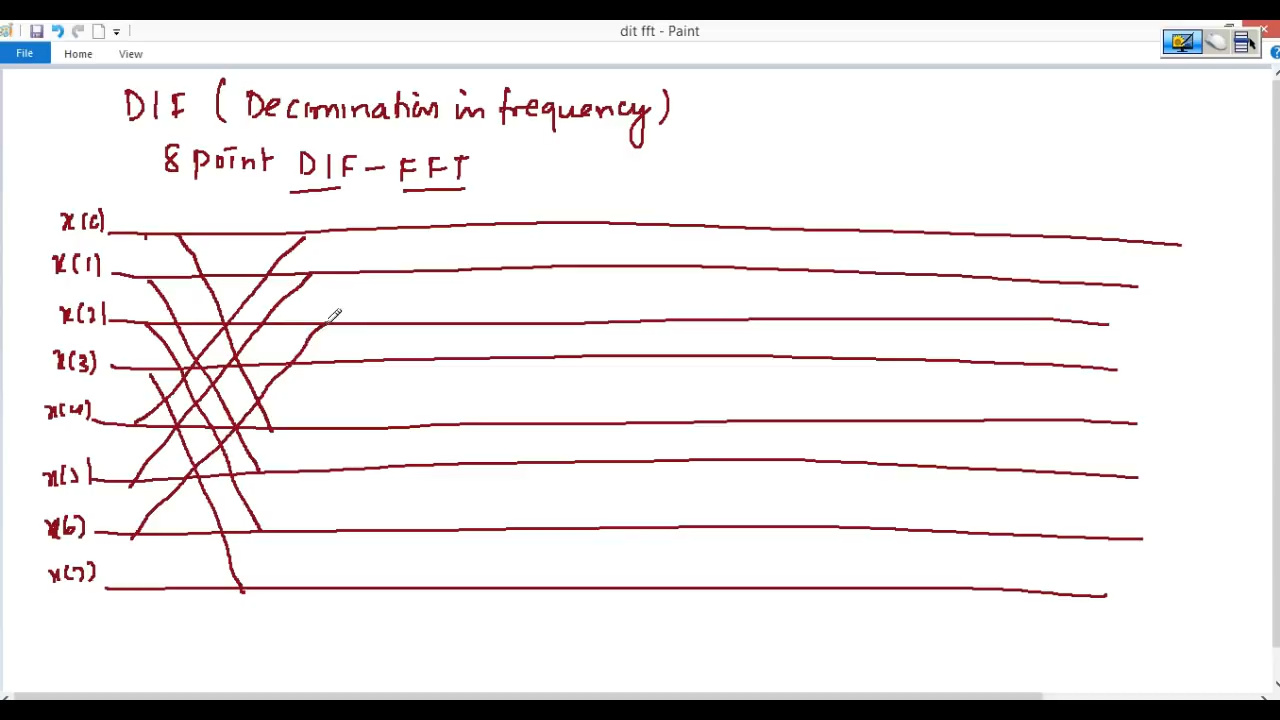 dit fft - Paint
File Home View
DIF (Decimination in frequency)
8 point DIF - FFT
x(0)
x(1)
x(2)
x(3)
x(4)
x(5)
x(6)
x(7)